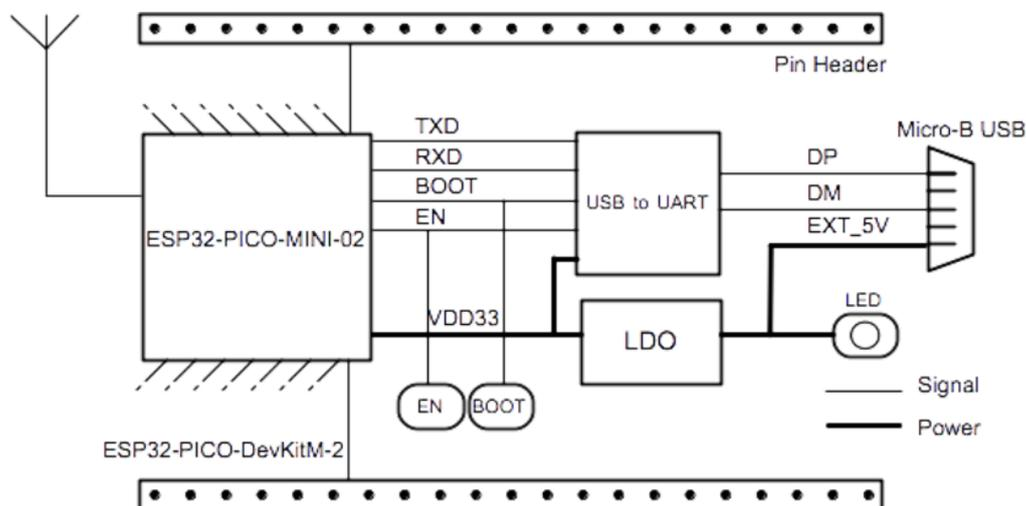 Pin Header
Micro-B USB
TXD
RXD
BOOT
EN
DP
DM
EXT_5V
USB to UART
ESP32-PICO-MINI-02
VDD33
LDO
LED
EN
BOOT
Signal
Power
ESP32-PICO-DevKitM-2